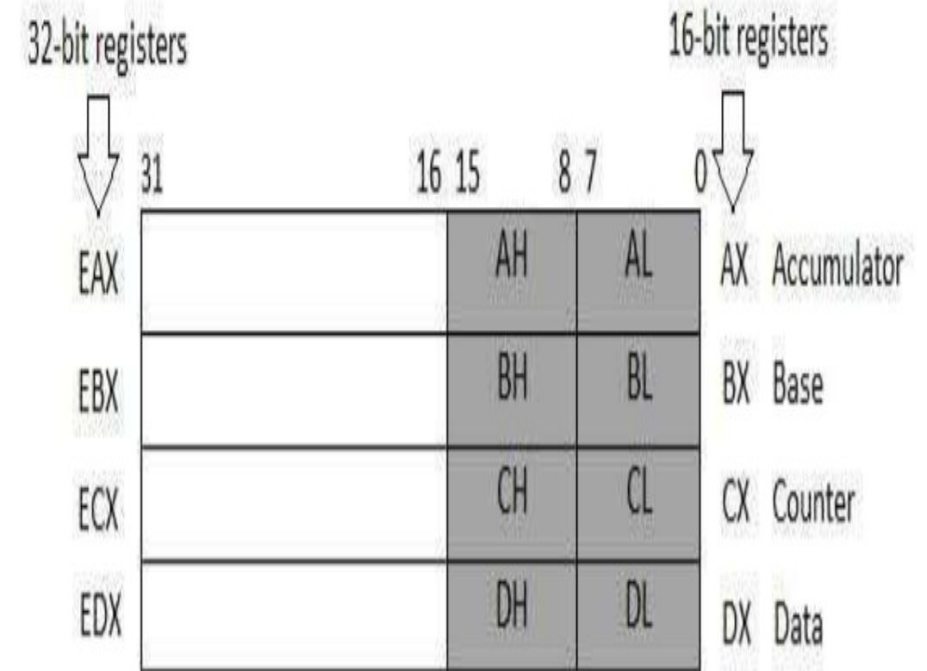 32-bit registers 16-bit registers
31 16 15 8 7 0
EAX AH AL AX Accumulator
EBX BH BL BX Base
ECX CH CL CX Counter
EDX DH DL DX Data